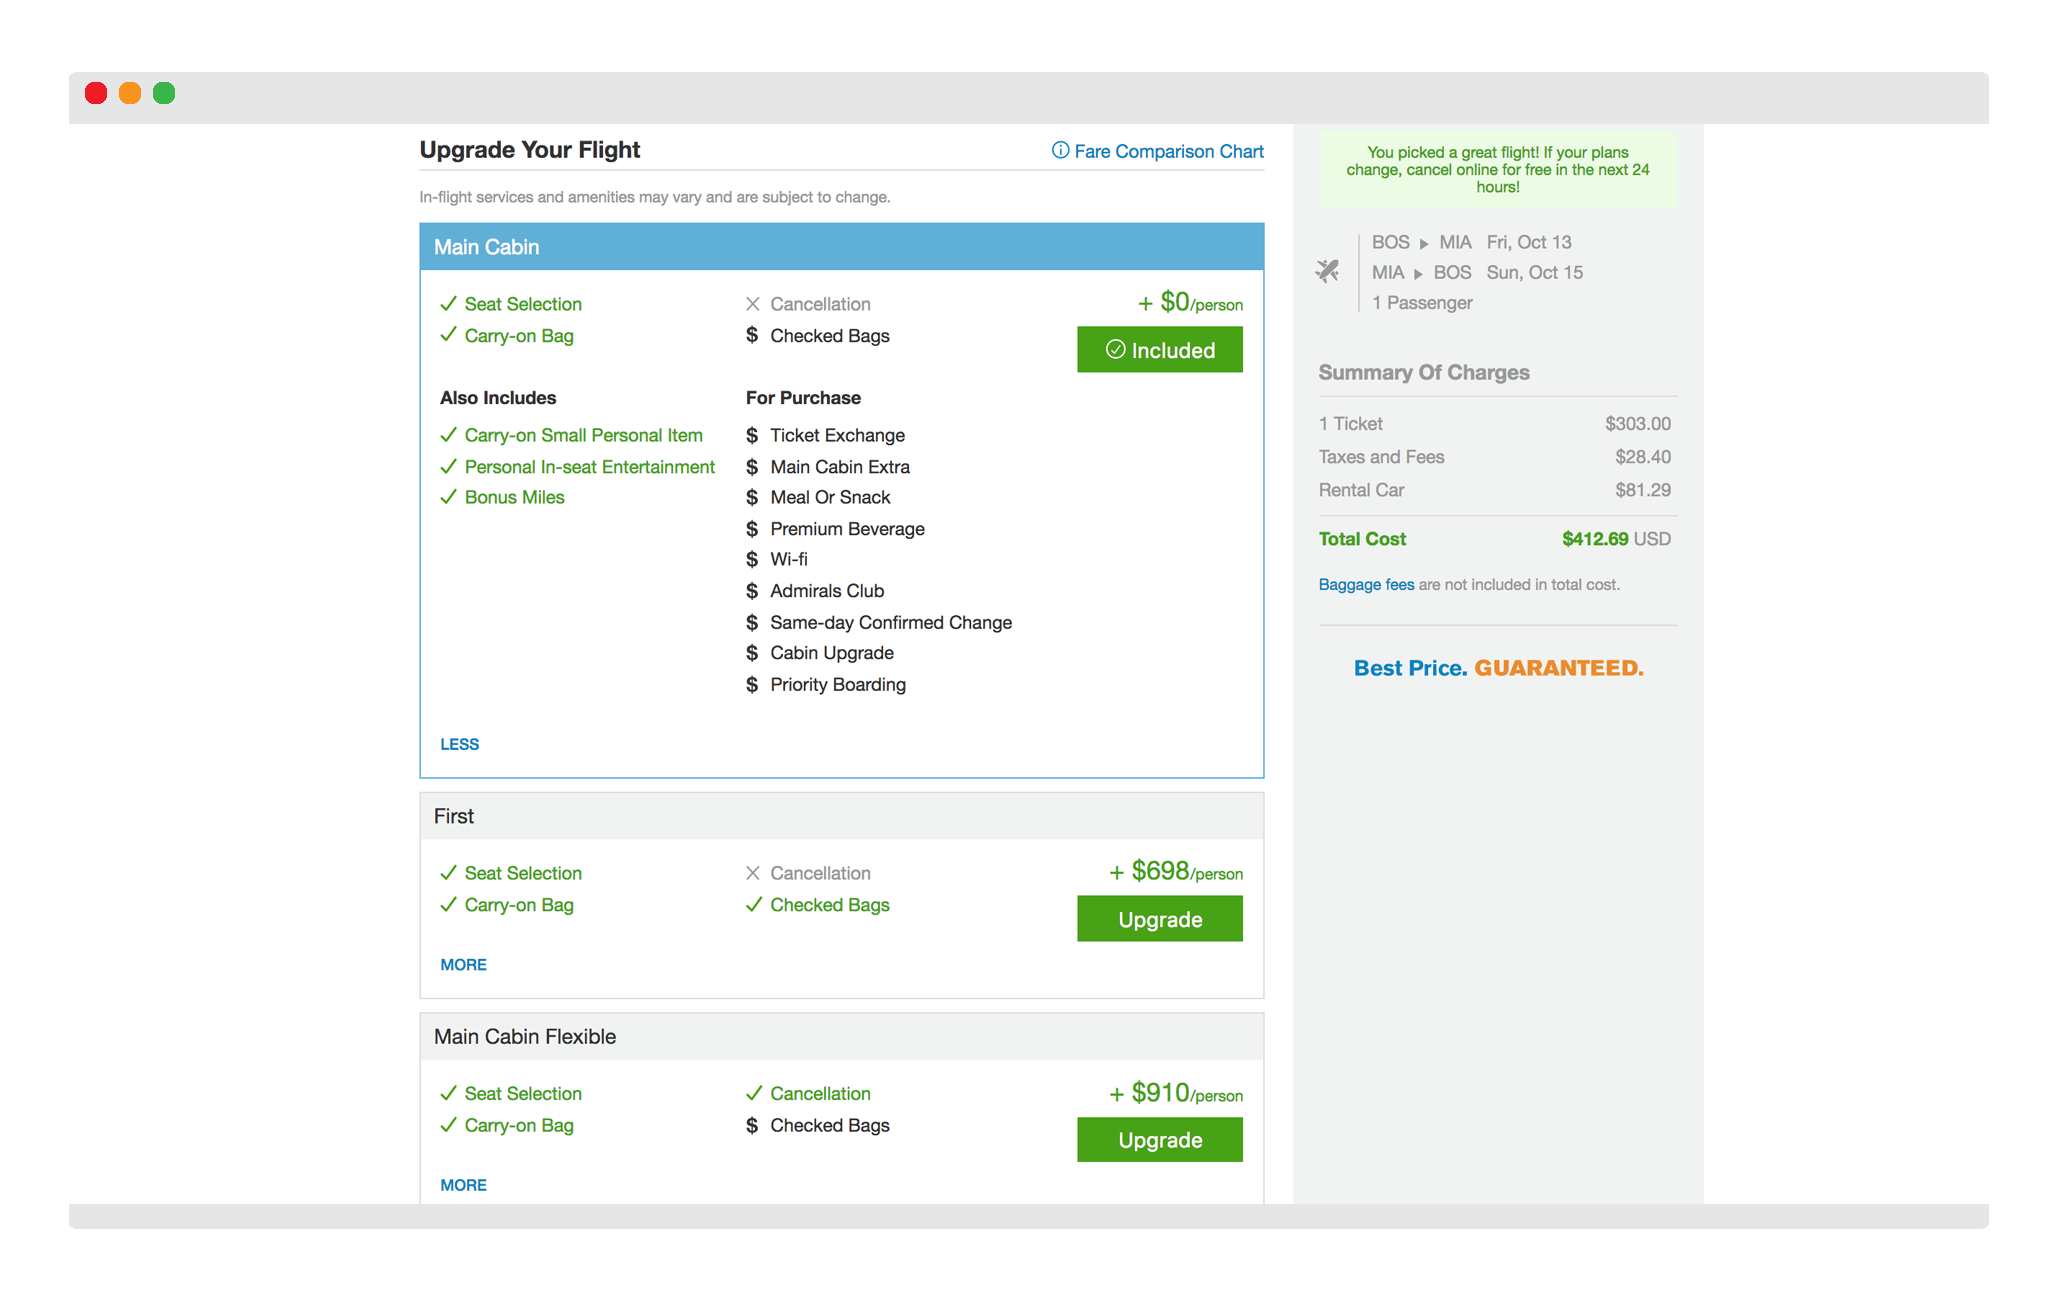 Upgrade Your Flight
Fare Comparison Chart
In-flight services and amenities may vary and are subject to change.
Main Cabin
Seat Selection
Carry-on Bag
Cancellation
$ Checked Bags
+ $0/person
Included
Also Includes
Carry-on Small Personal Item
Personal In-seat Entertainment
Bonus Miles
For Purchase
$ Ticket Exchange
$ Main Cabin Extra
$ Meal Or Snack
$ Premium Beverage
$ Wi-fi
$ Admirals Club
$ Same-day Confirmed Change
$ Cabin Upgrade
$ Priority Boarding
LESS
First
Seat Selection
Carry-on Bag
Cancellation
Checked Bags
+ $698/person
Upgrade
MORE
Main Cabin Flexible
Seat Selection
Carry-on Bag
Cancellation
$ Checked Bags
+ $910/person
Upgrade
MORE
You picked a great flight! If your plans
change, cancel online for free in the next 24
hours!
BOS ▸ MIA Fri, Oct 13
MIA ▸ BOS Sun, Oct 15
1 Passenger
Summary Of Charges
1 Ticket $303.00
Taxes and Fees $28.40
Rental Car $81.29
Total Cost $412.69 USD
Baggage fees are not included in total cost.
Best Price. GUARANTEED.